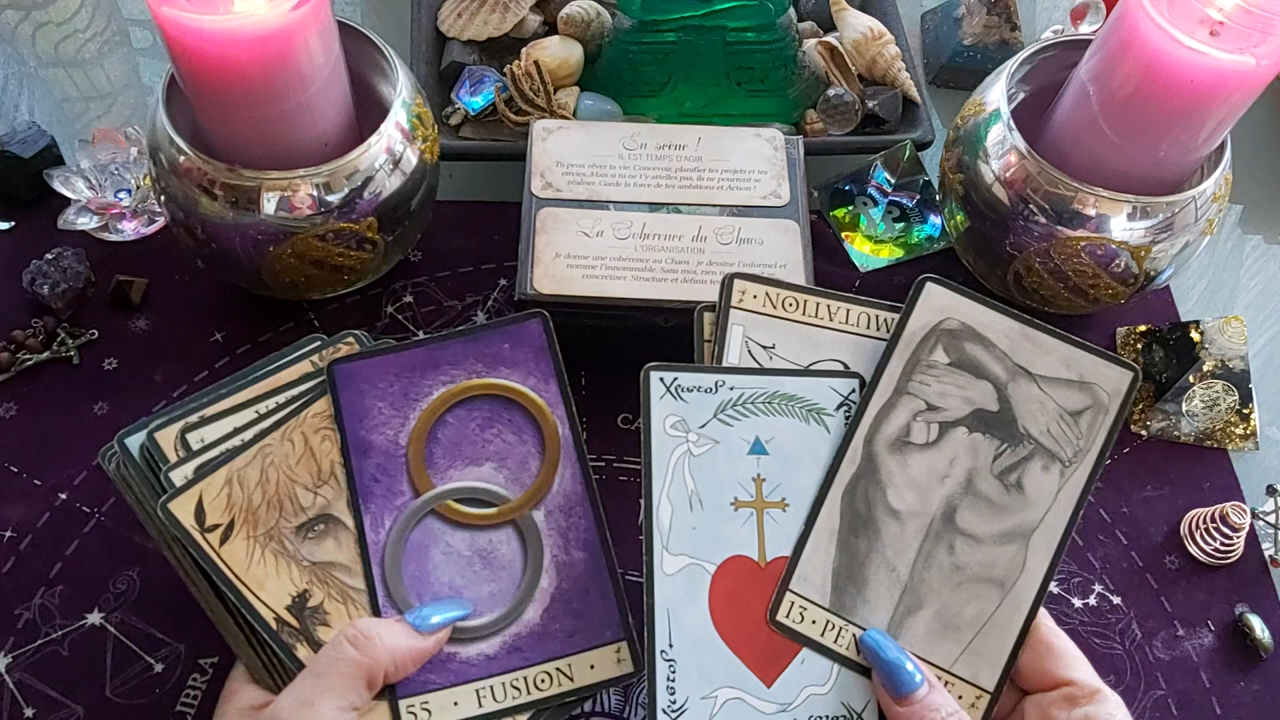 En scène !
IL EST TEMPS D'AGIR
Tu peux rêver ta vie. Concevoir, planifier tes projets et tes
envies. Mais si tu ne t'y attelles pas, ils ne pourront se
réaliser. Garde la force de tes ambitions et Action !
La Cohérence du Chaos
L'ORGANISATION
Je donne une cohérence au Chaos : je dessine l'informel et
nomme l'innommable. Sans moi, rien
concrétiser. Structure et définis
MUTATION
55 · FUSION
13 · PÉN
LIBRA